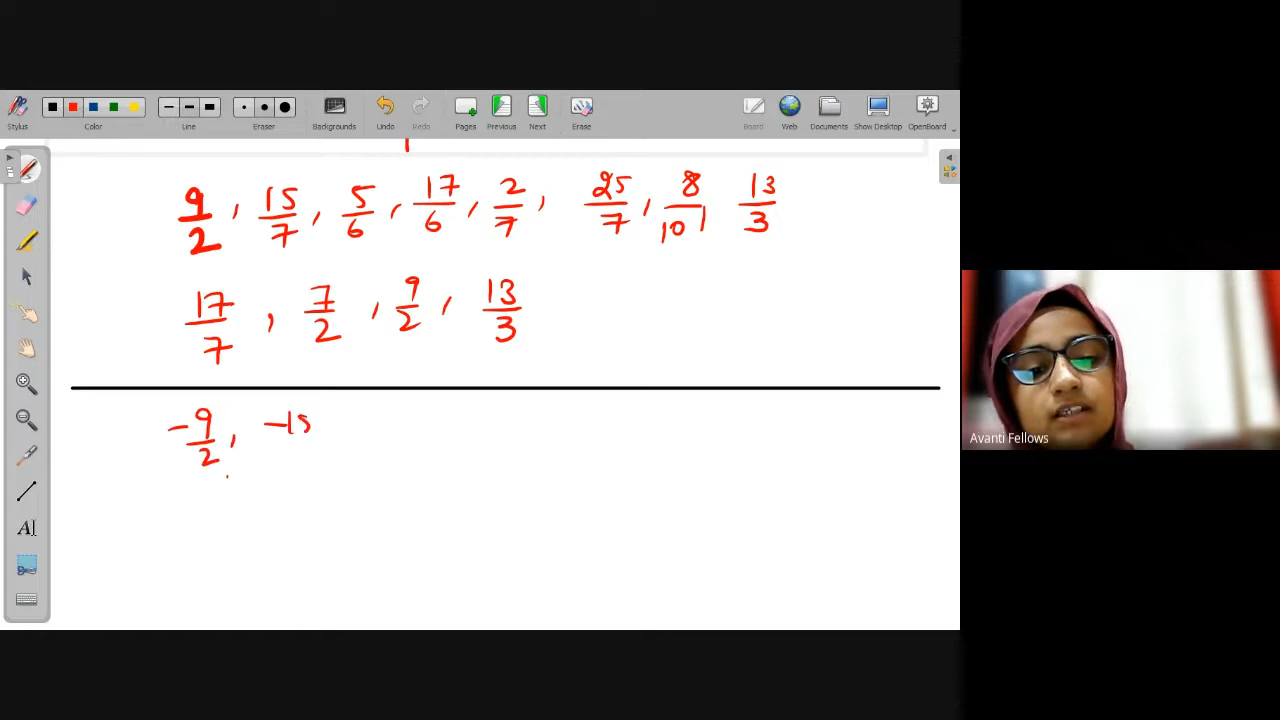 Stylus Color Line Eraser Backgrounds Undo Redo Pages Previous Next Erase Board Web Documents Show Desktop OpenBoard
9/2, 15/7, 5/6, 17/6, 2/7, 25/7, 8/101 13/3
17/7, 7/2, 9/2, 13/3
-9/2, -15
AI
Avanti Fellows